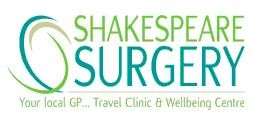 SHAKESPEARE
SURGERY
Your local GP... Travel Clinic & Wellbeing Centre